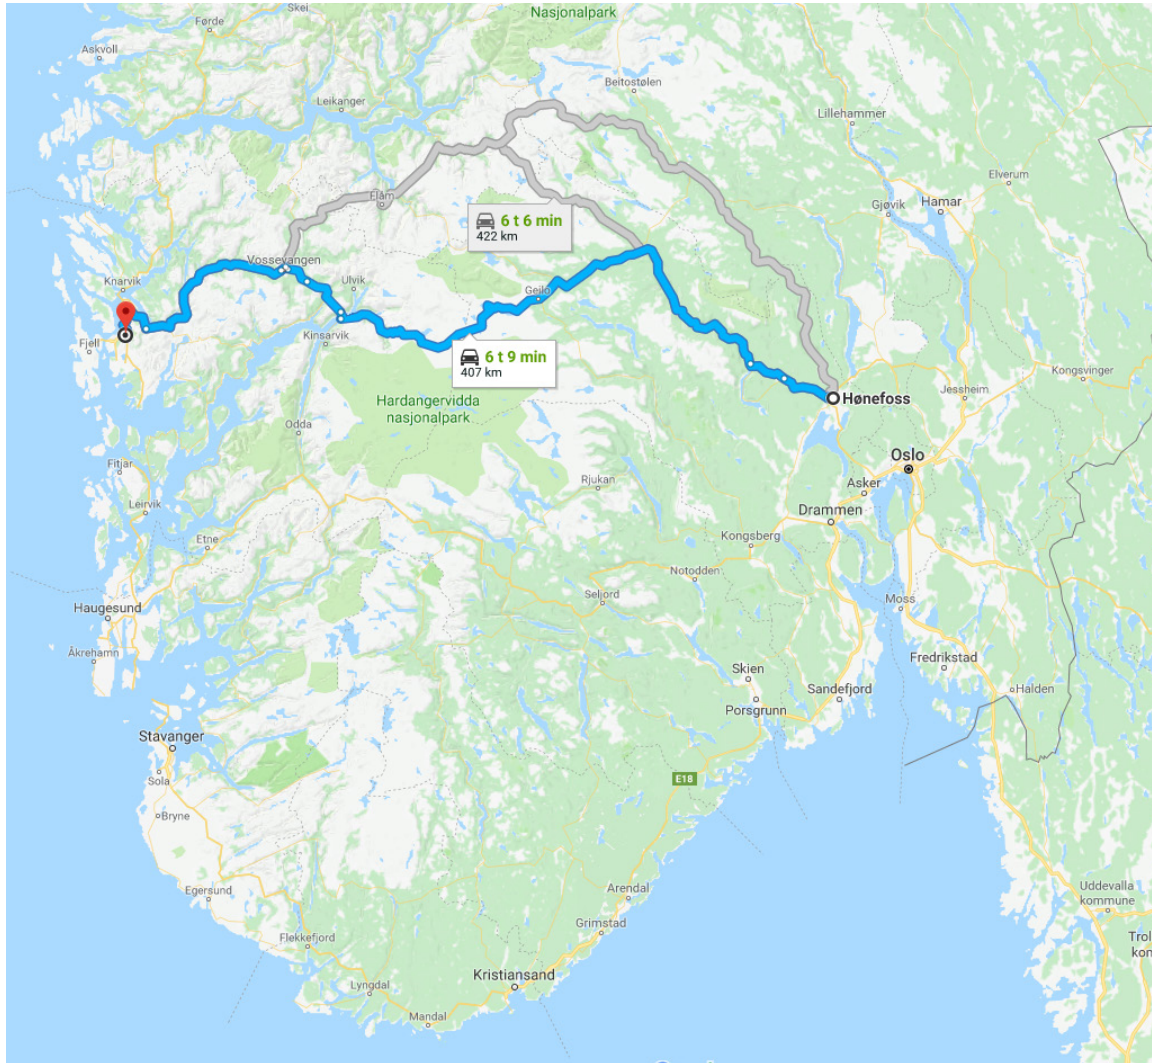 Nasjonalpark
Skei
Førde
Askvoll
Beitostølen
Leikanger
Lillehammer
Elverum
Flåm
Hamar
Gjøvik
6 t 6 min
422 km
Vossevangen
Knarvik
Ulvik
Geilo
Kinsarvik
Fjell
6 t 9 min
407 km
Jessheim
Kongsvinger
Hønefoss
Hardangervidda
nasjonalpark
Odda
Oslo
Fitjar
Rjukan
Asker
Leirvik
Drammen
Etne
Kongsberg
Notodden
Seljord
Moss
Haugesund
Åkrehamn
Fredrikstad
Skien
Sandefjord
Halden
Porsgrunn
Stavanger
Sola
E18
Bryne
Egersund
Arendal
Uddevalla
kommune
Grimstad
Flekkefjord
Trol
kon
Kristiansand
Lyngdal
Mandal